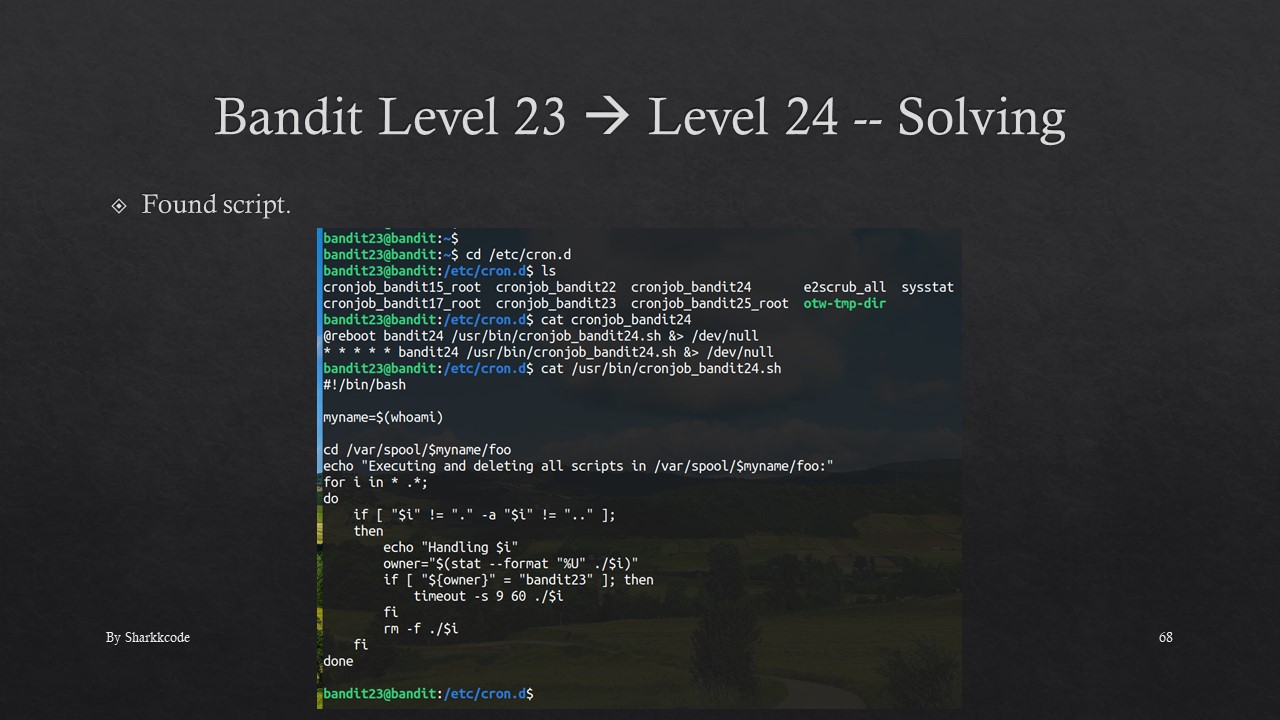 Bandit Level 23 → Level 24 -- Solving
Found script.
bandit23@bandit:~$
bandit23@bandit:~$ cd /etc/cron.d
bandit23@bandit:/etc/cron.d$ ls
cronjob_bandit15_root  cronjob_bandit22  cronjob_bandit24       e2scrub_all  sysstat
cronjob_bandit17_root  cronjob_bandit23  cronjob_bandit25_root  otw-tmp-dir
bandit23@bandit:/etc/cron.d$ cat cronjob_bandit24
@reboot bandit24 /usr/bin/cronjob_bandit24.sh &> /dev/null
* * * * * bandit24 /usr/bin/cronjob_bandit24.sh &> /dev/null
bandit23@bandit:/etc/cron.d$ cat /usr/bin/cronjob_bandit24.sh
#!/bin/bash
myname=$(whoami)
cd /var/spool/$myname/foo
echo "Executing and deleting all scripts in /var/spool/$myname/foo:"
for i in * .*;
do
    if [ "$i" != "." -a "$i" != ".." ];
    then
        echo "Handling $i"
        owner="$(stat --format "%U" ./$i)"
        if [ "${owner}" = "bandit23" ]; then
            timeout -s 9 60 ./$i
        fi
        rm -f ./$i
    fi
done
bandit23@bandit:/etc/cron.d$
By Sharkkcode
68